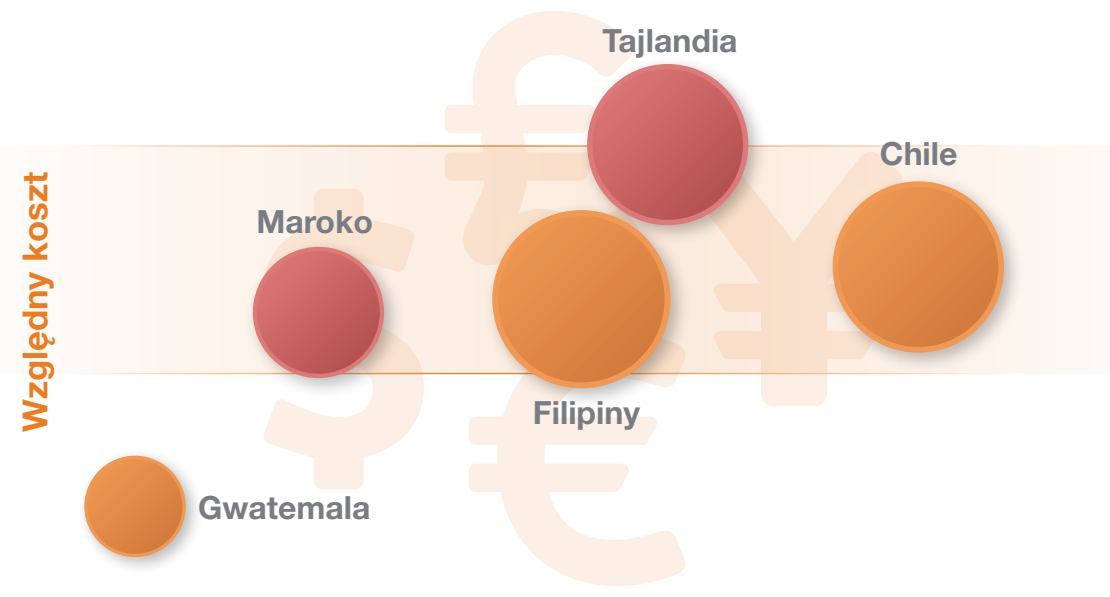 Tajlandia
Chile
Względny koszt
Maroko
Filipiny
Gwatemala